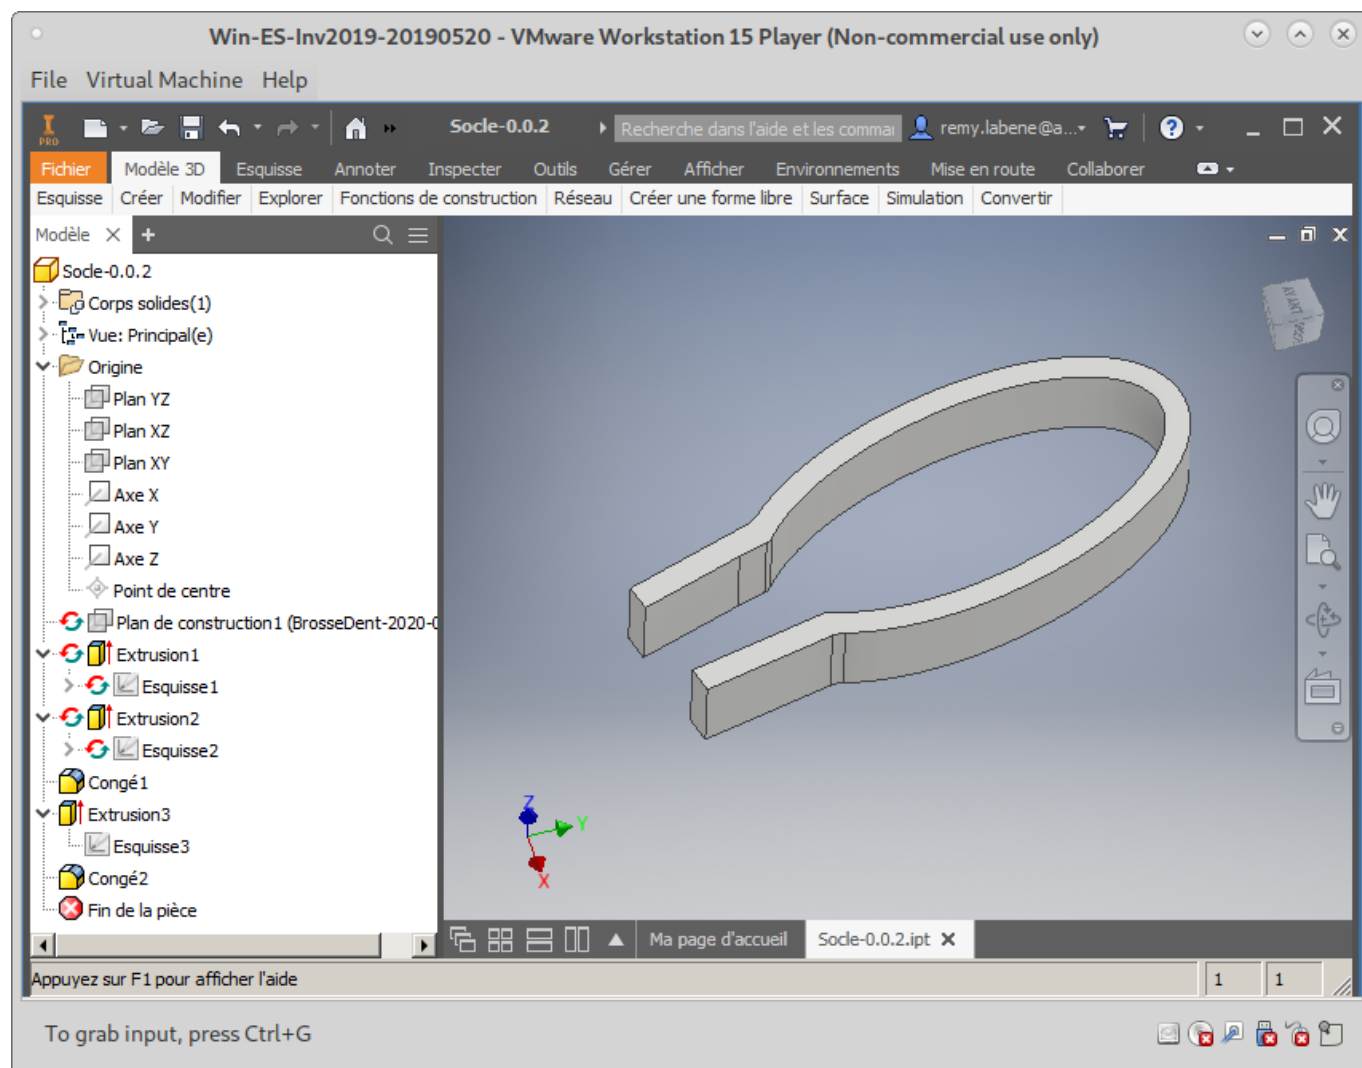 Win-ES-Inv2019-20190520 - VMware Workstation 15 Player (Non-commercial use only)
File Virtual Machine Help
I PRO Socle-0.0.2 Recherche dans l'aide et les commar remy.labene@a...
Fichier Modèle 3D Esquisse Annoter Inspecter Outils Gérer Afficher Environnements Mise en route Collaborer
Esquisse Créer Modifier Explorer Fonctions de construction Réseau Créer une forme libre Surface Simulation Convertir
Modèle
Socle-0.0.2
Corps solides(1)
Vue: Principal(e)
Origine
Plan YZ
Plan XZ
Plan XY
Axe X
Axe Y
Axe Z
Point de centre
Plan de construction1 (BrosseDent-2020-0
Extrusion1
Esquisse1
Extrusion2
Esquisse2
Congé1
Extrusion3
Esquisse3
Congé2
Fin de la pièce
AVANT
Z
Y
X
Ma page d'accueil Socle-0.0.2.ipt
Appuyez sur F1 pour afficher l'aide 1 1
To grab input, press Ctrl+G